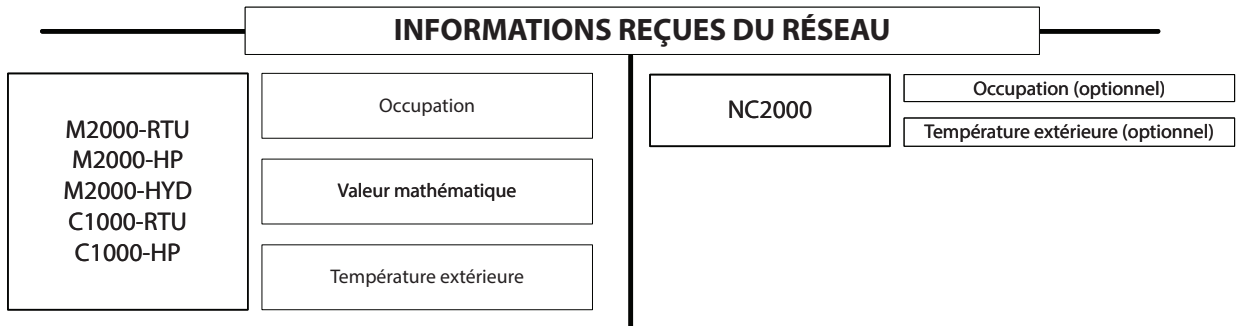 INFORMATIONS REÇUES DU RÉSEAU
M2000-RTU
M2000-HP
M2000-HYD
C1000-RTU
C1000-HP
Occupation
Valeur mathématique
Température extérieure
NC2000
Occupation (optionnel)
Température extérieure (optionnel)